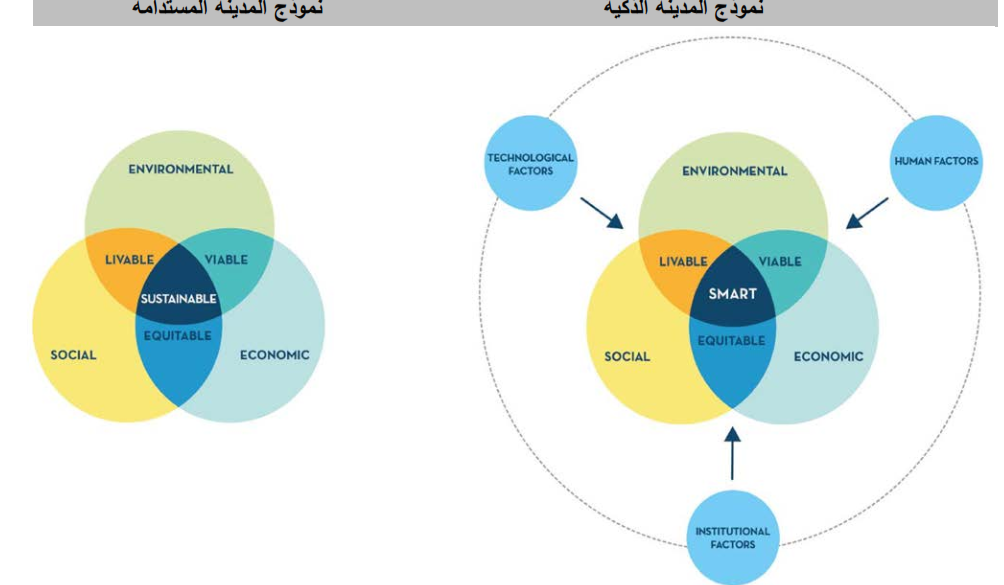 نموذج المدينة الذكية
نموذج المدينة المستدامة
ENVIRONMENTAL
LIVABLE
VIABLE
SUSTAINABLE
EQUITABLE
SOCIAL
ECONOMIC
TECHNOLOGICAL
FACTORS
HUMAN FACTORS
ENVIRONMENTAL
LIVABLE
VIABLE
SMART
EQUITABLE
SOCIAL
ECONOMIC
INSTITUTIONAL
FACTORS